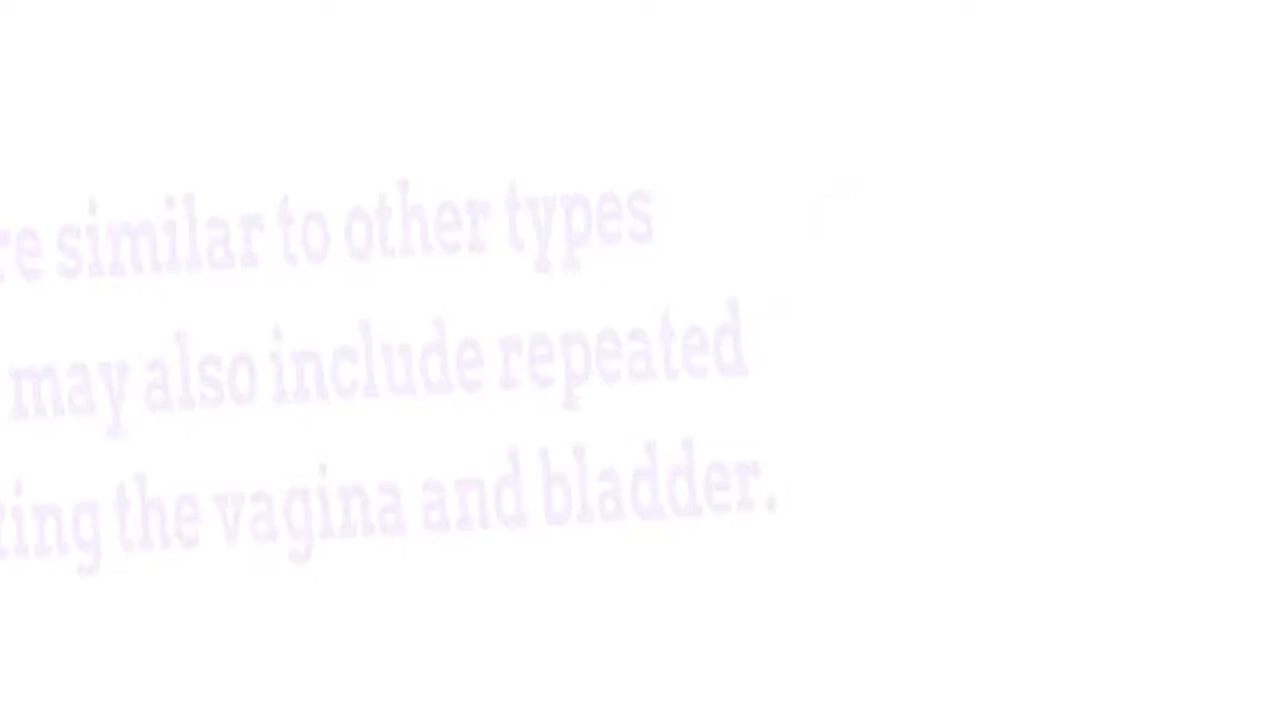 similar to other types
may also include repeated
the vagina and bladder.